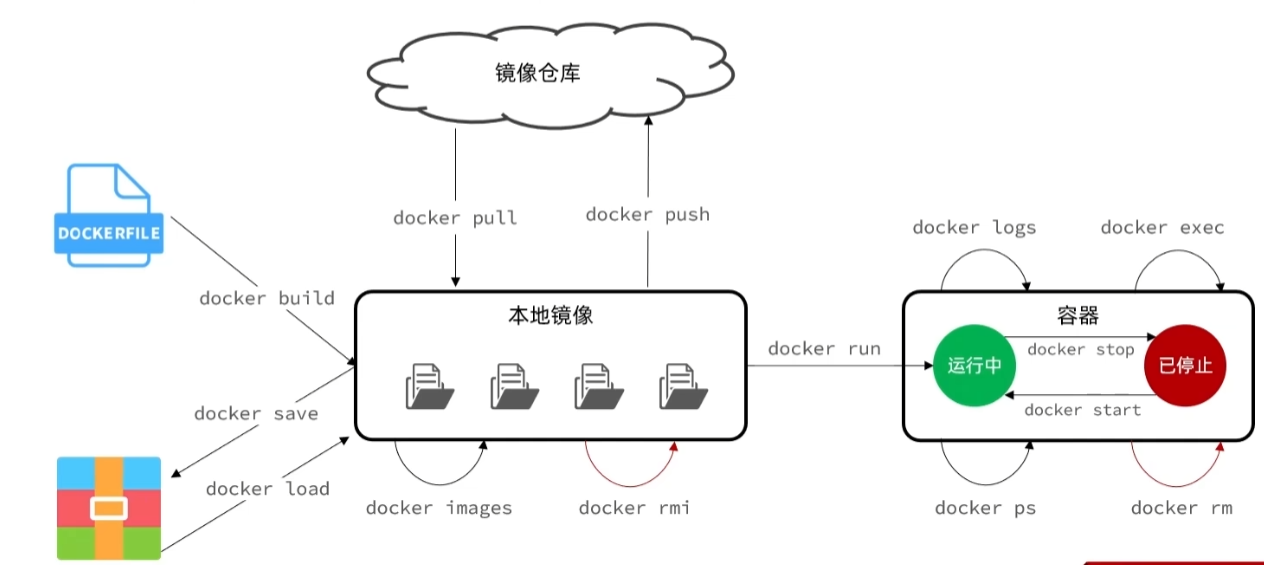 镜像仓库
docker pull
docker push
DOCKERFILE
docker logs
docker exec
docker build
本地镜像
容器
docker run
运行中
docker stop
已停止
docker start
docker save
docker load
docker images
docker rmi
docker ps
docker rm